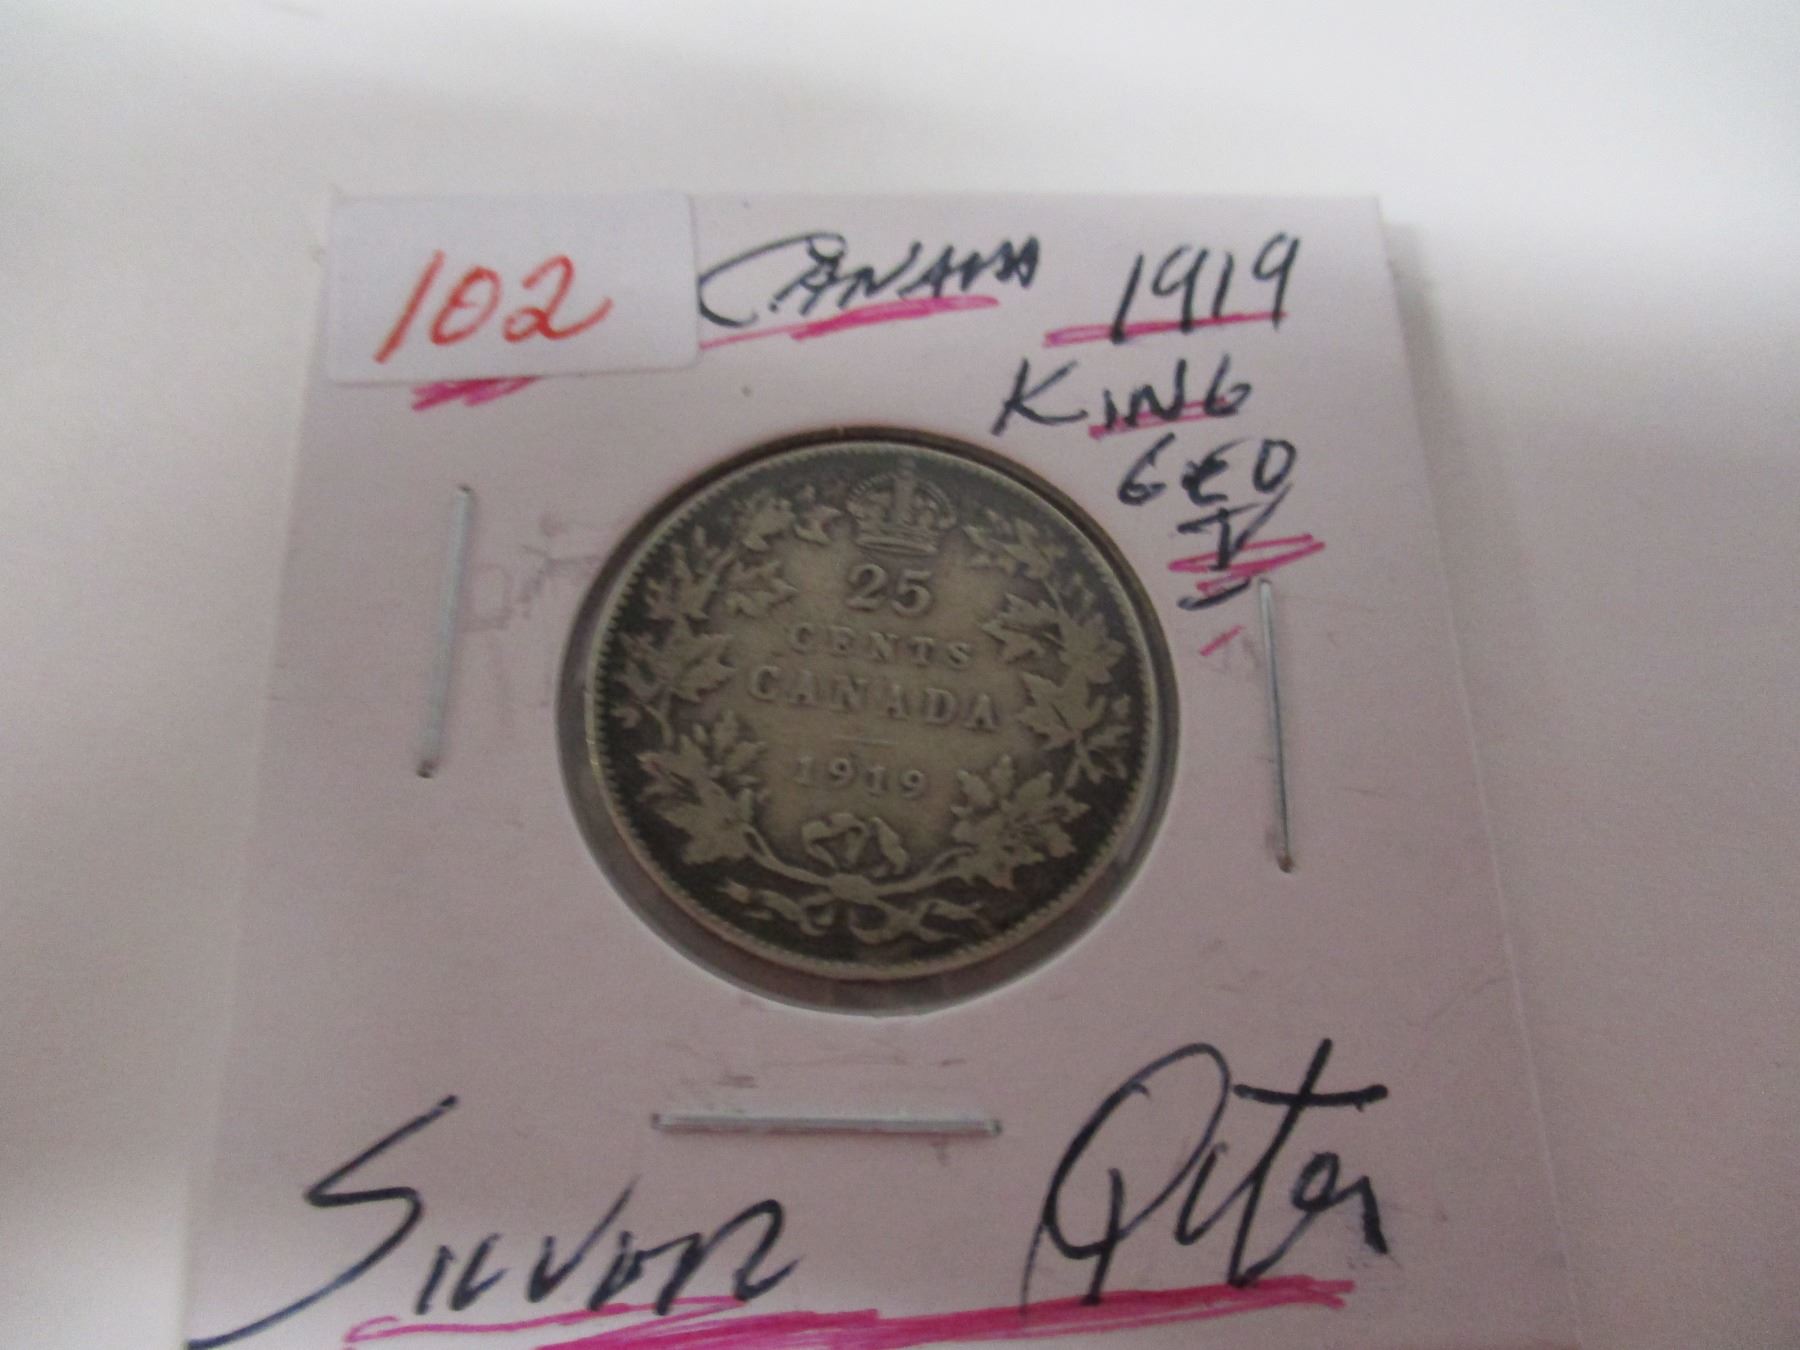 102 CANADA 1919
KING
GEO
V
25
CENTS
CANADA
1919
SILVER Qtr